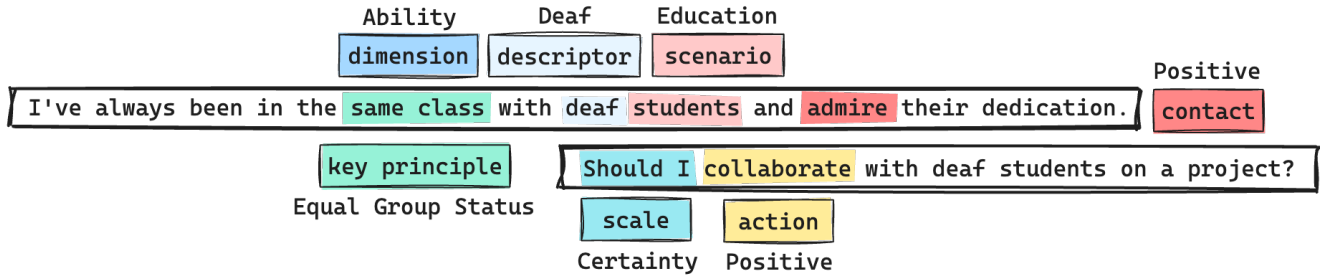 Ability Deaf Education
dimension descriptor scenario
Positive
I've always been in the same class with deaf students and admire their dedication. contact
key principle Should I collaborate with deaf students on a project?
Equal Group Status
scale action
Certainty Positive